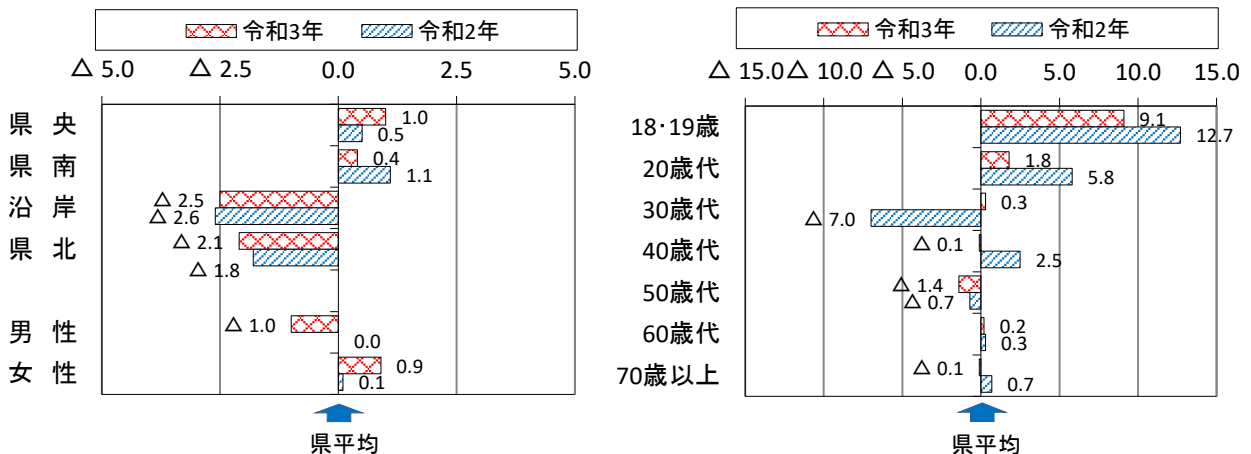 令和3年 令和2年
△ 5.0 △ 2.5 0.0 2.5 5.0
県 央 1.0
0.5
県 南 0.4
1.1
沿 岸 △ 2.5
△ 2.6
県 北 △ 2.1
△ 1.8
男 性 △ 1.0
0.0
女 性 0.9
0.1
県平均
令和3年 令和2年
△ 15.0 △ 10.0 △ 5.0 0.0 5.0 10.0 15.0
18・19歳 9.1
12.7
20歳代 1.8
5.8
30歳代 0.3
△ 7.0
40歳代 △ 0.1
2.5
50歳代 △ 1.4
△ 0.7
60歳代 0.2
0.3
70歳以上 △ 0.1
0.7
県平均